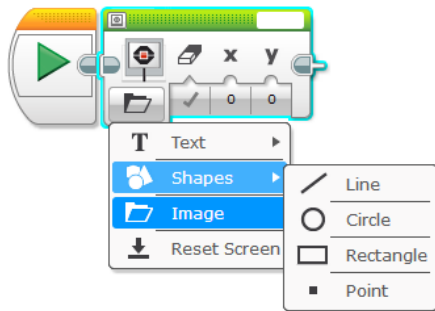 x y
0 0
T Text
Shapes
Image
Reset Screen
Line
Circle
Rectangle
Point